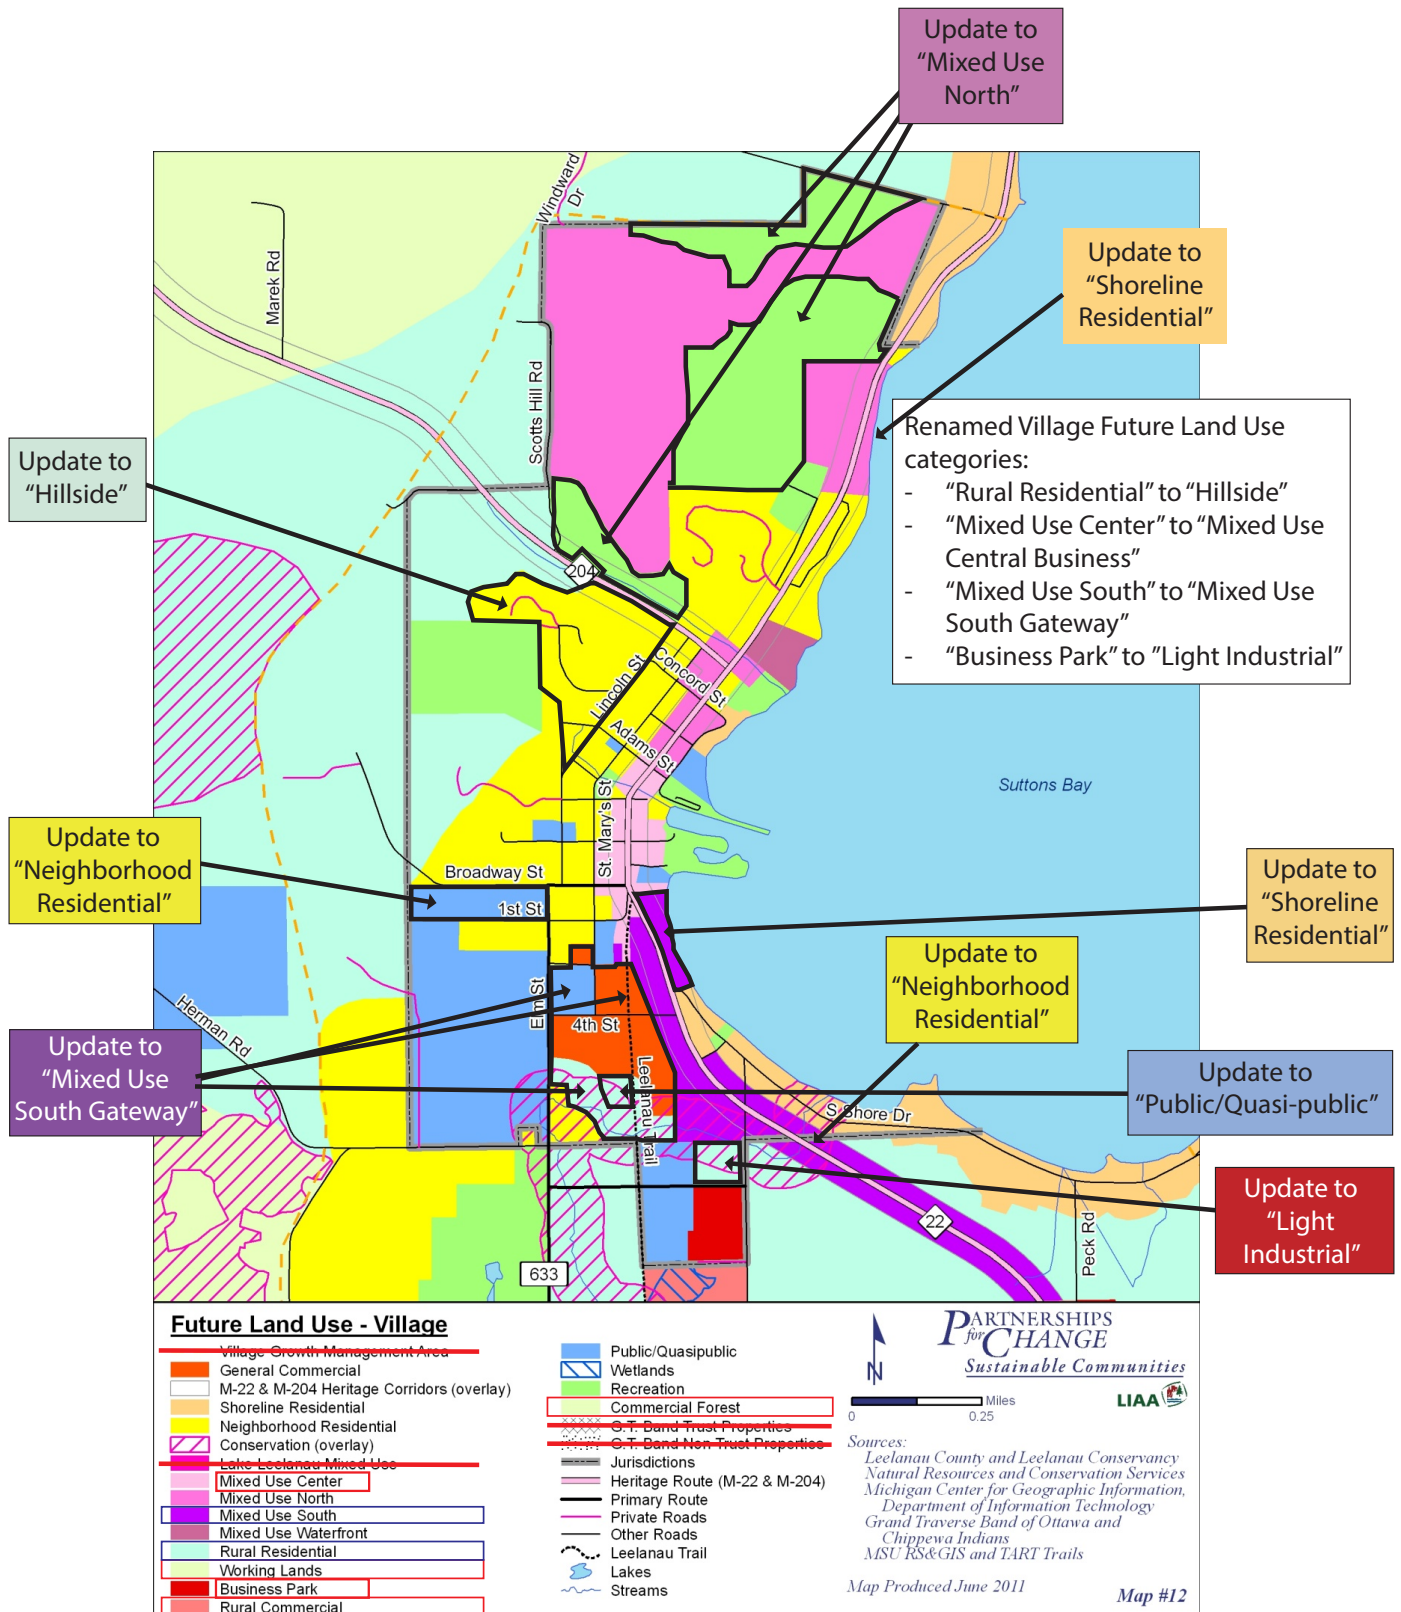 Update to
“Mixed Use
North”
Update to
“Shoreline
Residential”
Renamed Village Future Land Use
categories:
- “Rural Residential” to “Hillside”
- “Mixed Use Center” to “Mixed Use
Central Business”
- “Mixed Use South” to “Mixed Use
South Gateway”
- “Business Park” to ”Light Industrial”
Update to
“Hillside”
Windward
Dr
Marek Rd
Scotts Hill Rd
204
Lincoln St
Concord St
Adams St
Suttons Bay
St. Mary's St
Update to
“Neighborhood
Residential”
Broadway St
1st St
Update to
“Shoreline
Residential”
Update to
“Neighborhood
Residential”
Elm St
4th St
Herman Rd
Update to
“Mixed Use
South Gateway”
Leelanau Trail
S Shore Dr
Update to
“Public/Quasi-public”
Update to
“Light
Industrial”
22
Peck Rd
633
Future Land Use - Village
Village Growth Management Area
General Commercial
M-22 & M-204 Heritage Corridors (overlay)
Shoreline Residential
Neighborhood Residential
Conservation (overlay)
Lake Leelanau Mixed Use
Mixed Use Center
Mixed Use North
Mixed Use South
Mixed Use Waterfront
Rural Residential
Working Lands
Business Park
Rural Commercial
Public/Quasipublic
Wetlands
Recreation
Commercial Forest
G.T. Band Trust Properties
G.T. Band Non Trust Properties
Jurisdictions
Heritage Route (M-22 & M-204)
Primary Route
Private Roads
Other Roads
Leelanau Trail
Lakes
Streams
N
PARTNERSHIPS
for CHANGE
Sustainable Communities
Miles
0 0.25
LIAA
Sources:
Leelanau County and Leelanau Conservancy
Natural Resources and Conservation Services
Michigan Center for Geographic Information,
Department of Information Technology
Grand Traverse Band of Ottawa and
Chippewa Indians
MSU RS&GIS and TART Trails
Map Produced June 2011
Map #12